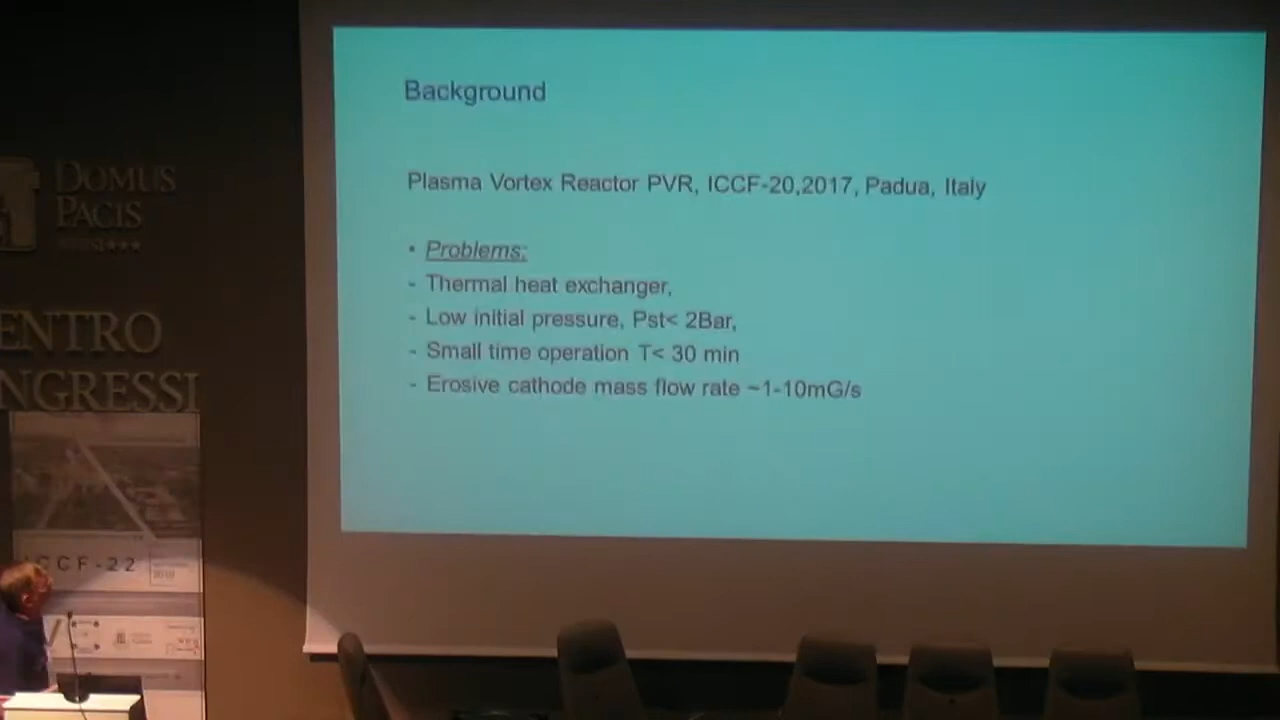 Background
Plasma Vortex Reactor PVR, ICCF-20,2017, Padua, Italy
• Problems:
- Thermal heat exchanger,
- Low initial pressure, Pst< 2Bar,
- Small time operation T< 30 min
- Erosive cathode mass flow rate ~1-10mG/s
DOMUS
PACIS
ENTRO
NGRESSI
CCF-22